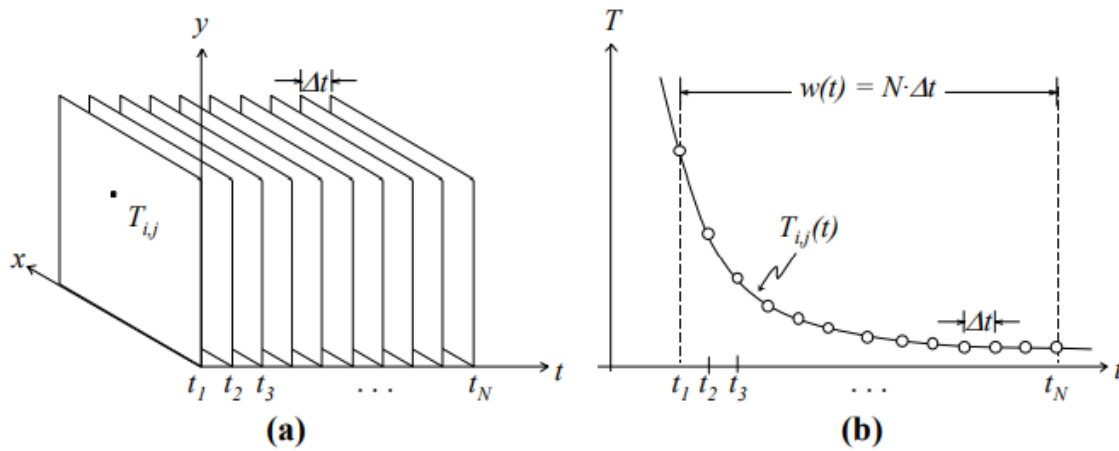 y
Δt
T_{i,j}
x
t_1 t_2 t_3 . . . t_N t
(a)
T
w(t) = N·Δt
T_{i,j}(t)
Δt
t_1 t_2 t_3 . . . t_N t
(b)